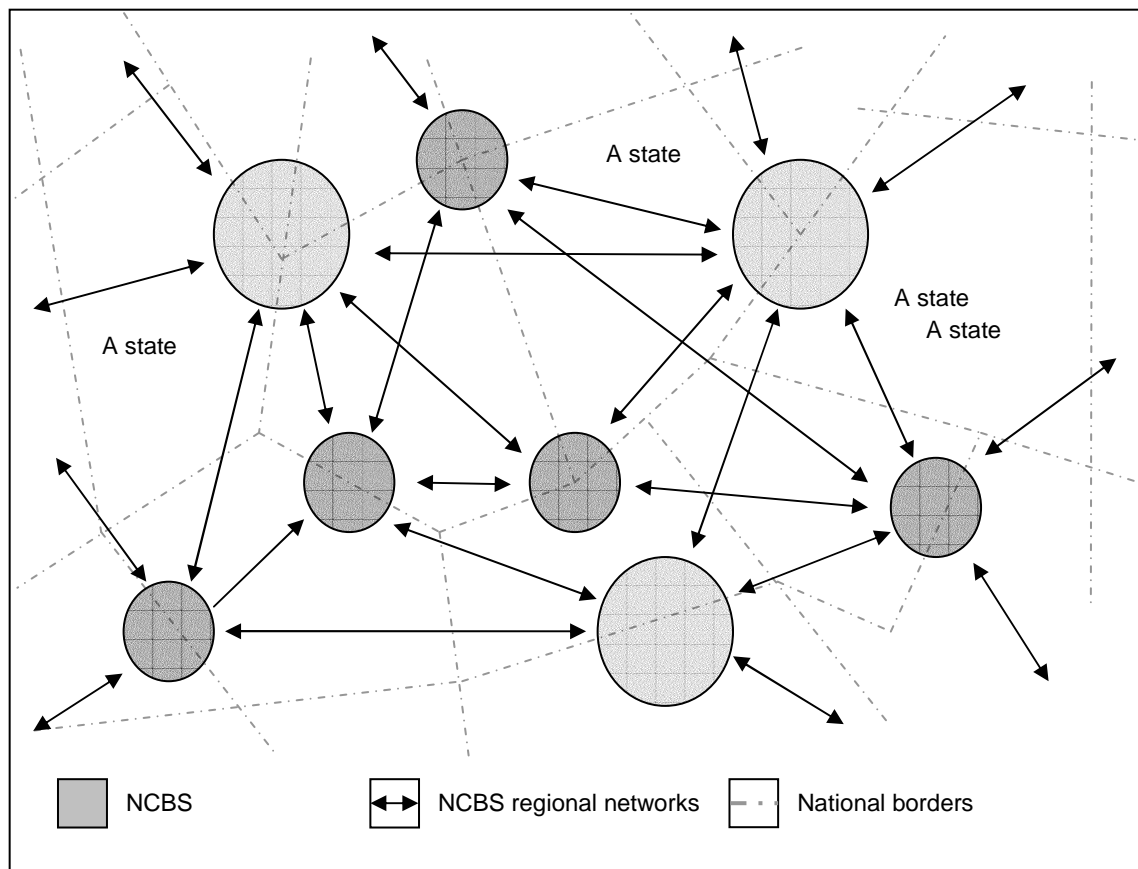 A state
A state
A state
A state
NCBS
NCBS regional networks
National borders